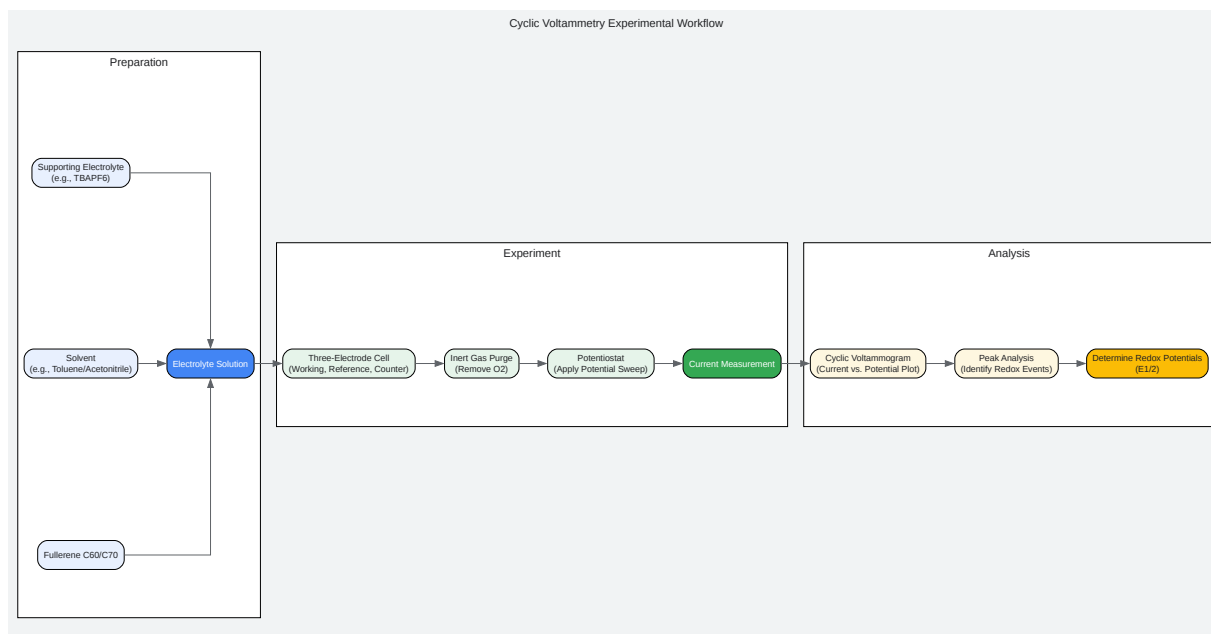 Cyclic Voltammetry Experimental Workflow
Preparation
Supporting Electrolyte
(e.g., TBAPF6)
Solvent
(e.g., Toluene/Acetonitrile)
Fullerene C60/C70
Electrolyte Solution
Experiment
Three-Electrode Cell
(Working, Reference, Counter)
Inert Gas Purge
(Remove O2)
Potentiostat
(Apply Potential Sweep)
Current Measurement
Analysis
Cyclic Voltammogram
(Current vs. Potential Plot)
Peak Analysis
(Identify Redox Events)
Determine Redox Potentials
(E1/2)